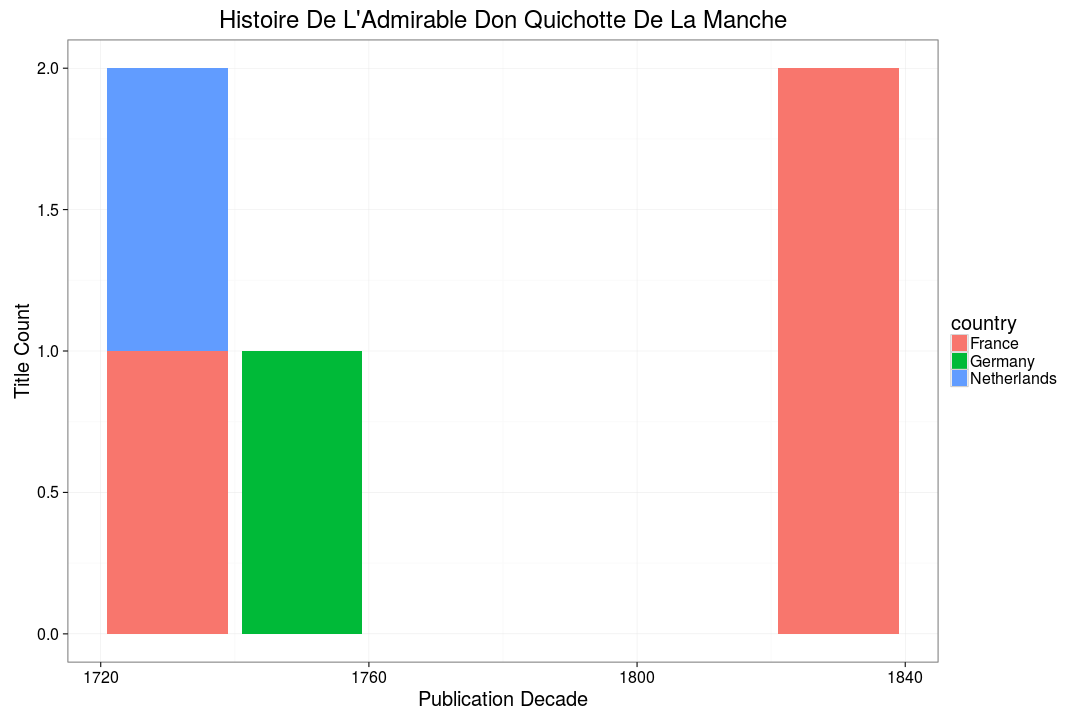 Histoire De L'Admirable Don Quichotte De La Manche
2.0
1.5
1.0
0.5
0.0
Title Count
1720 1760 1800 1840
Publication Decade
country
France
Germany
Netherlands